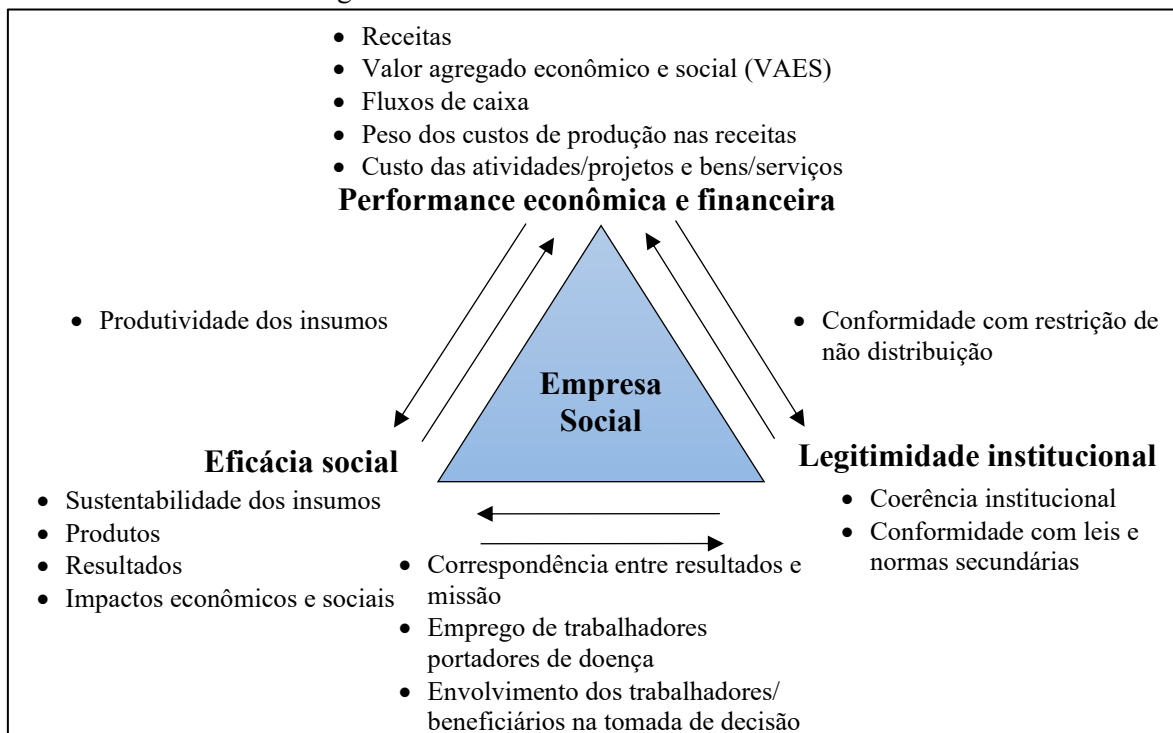 • Receitas
• Valor agregado econômico e social (VAES)
• Fluxos de caixa
• Peso dos custos de produção nas receitas
• Custo das atividades/projetos e bens/serviços
Performance econômica e financeira
• Produtividade dos insumos
• Conformidade com restrição de
não distribuição
Empresa
Social
Eficácia social
• Sustentabilidade dos insumos
• Produtos
• Resultados
• Impactos econômicos e sociais
Legitimidade institucional
• Coerência institucional
• Conformidade com leis e
normas secundárias
• Correspondência entre resultados e
missão
• Emprego de trabalhadores
portadores de doença
• Envolvimento dos trabalhadores/
beneficiários na tomada de decisão